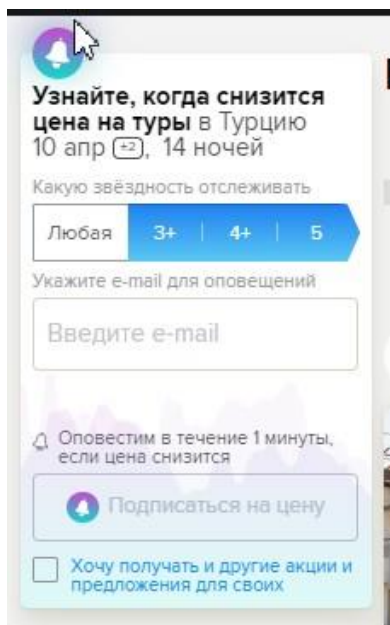 Узнайте, когда снизится
цена на туры в Турцию
10 апр ±2, 14 ночей
Какую звёздность отслеживать
Любая 3+ 4+ 5
Укажите e-mail для оповещений
Введите e-mail
Оповестим в течение 1 минуты,
если цена снизится
Подписаться на цену
Хочу получать и другие акции и
предложения для своих